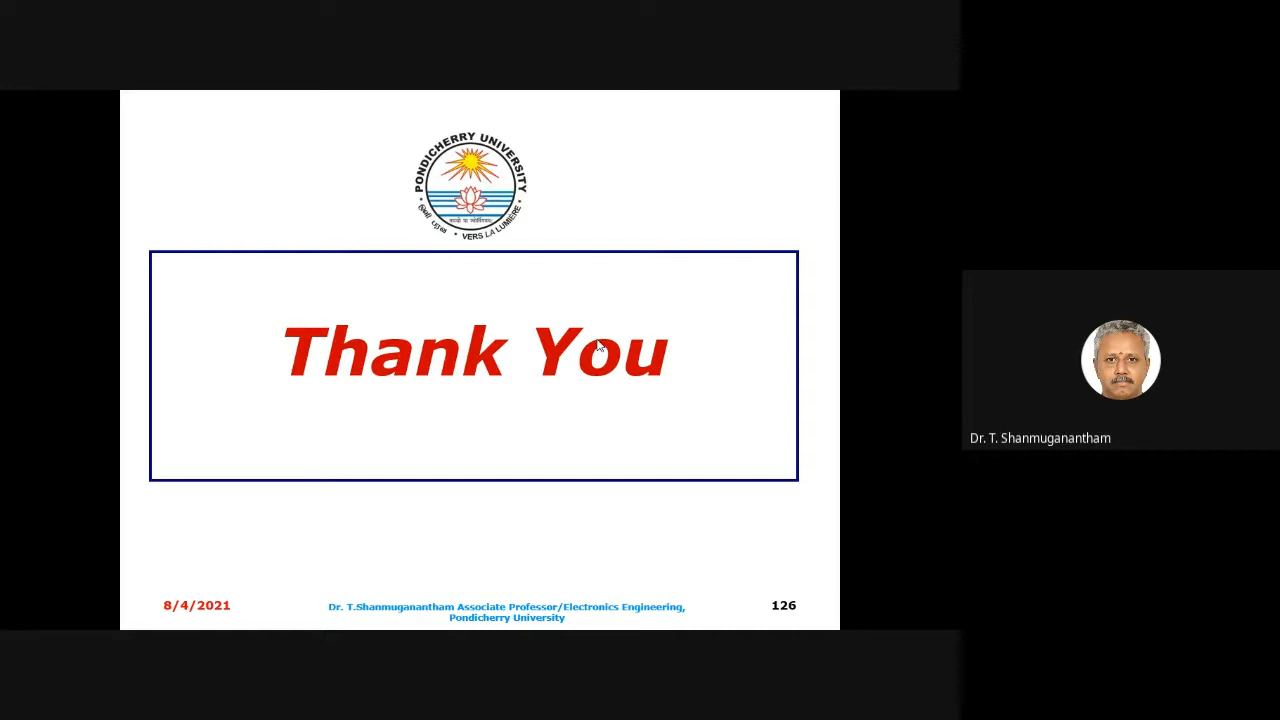 PONDICHERRY UNIVERSITY
VERS LA LUMIERE
Thank You
8/4/2021
Dr. T.Shanmuganantham Associate Professor/Electronics Engineering,
Pondicherry University
126
Dr. T. Shanmuganantham